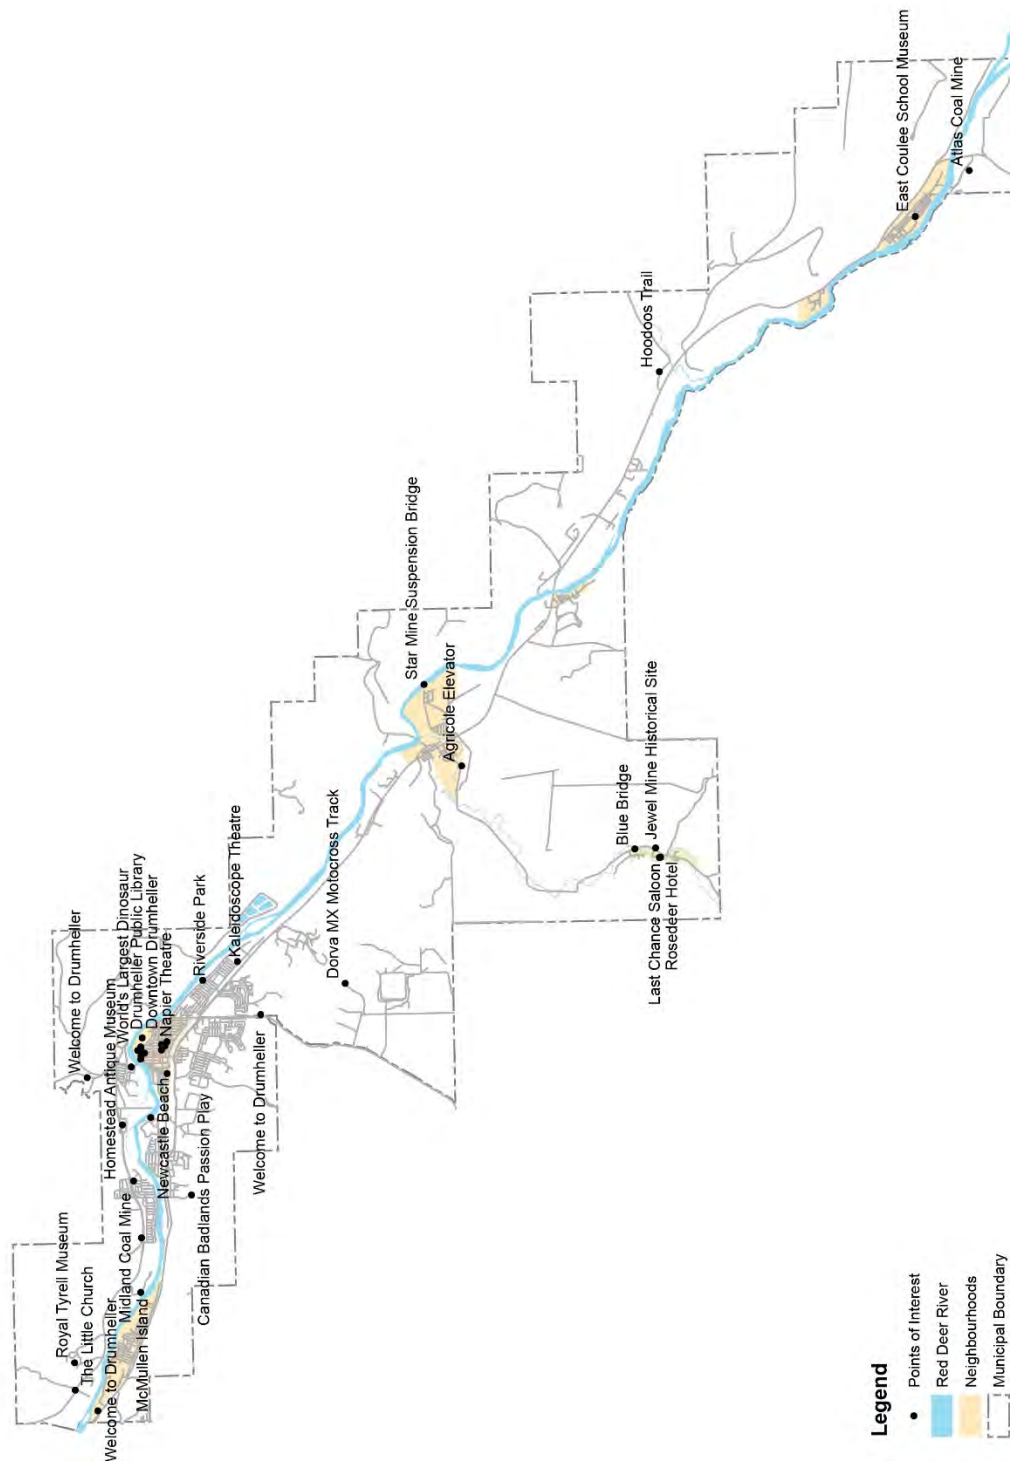 Royal Tyrell Museum
The Little Church
Welcome to Drumheller
McMullen Island
Midland Coal Mine
Homestead Antique Museum
Welcome to Drumheller
World's Largest Dinosaur
Drumheller Public Library
Downtown Drumheller
Napier Theatre
Newcastle Beach
Canadian Badlands Passion Play
Welcome to Drumheller
Riverside Park
Kaleidoscope Theatre
Dorva MX Motocross Track
Star Mine Suspension Bridge
Agricole Elevator
Blue Bridge
Jewel Mine Historical Site
Last Chance Saloon
Rosedeer Hotel
Hoodoos Trail
East Coulee School Museum
Atlas Coal Mine
Legend
Points of Interest
Red Deer River
Neighbourhoods
Municipal Boundary